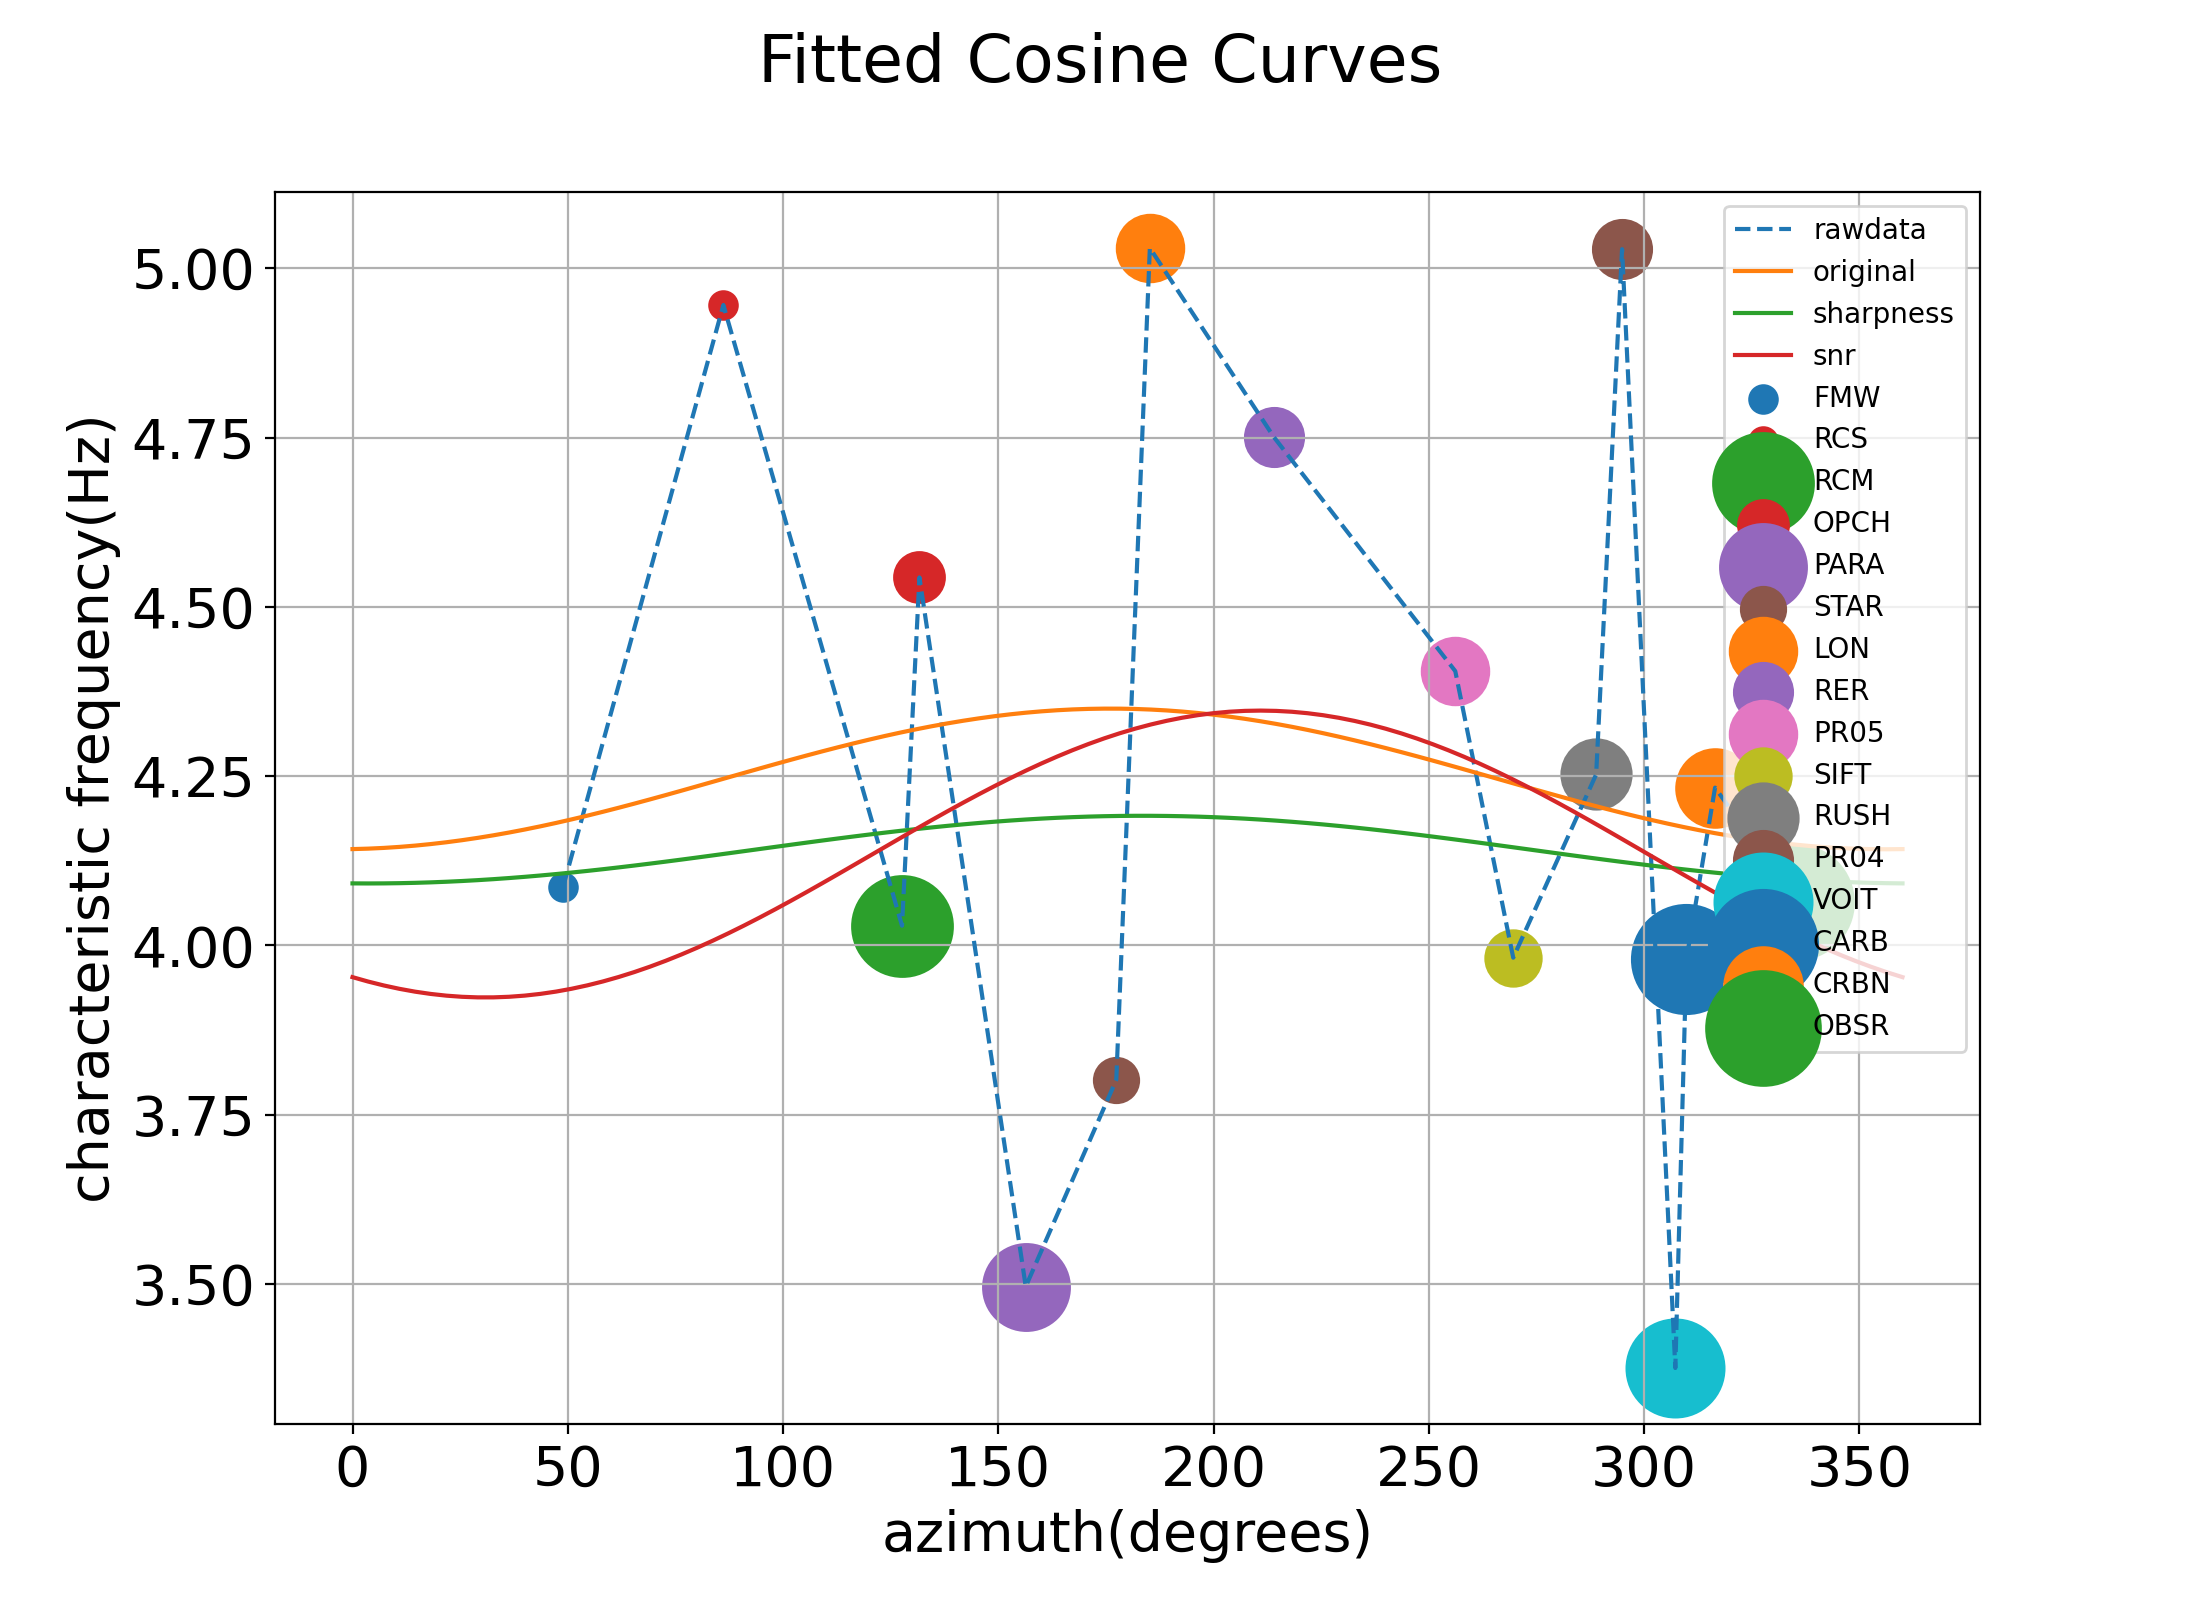 Fitted Cosine Curves
5.00
4.75
4.50
4.25
4.00
3.75
3.50
characteristic frequency(Hz)
0 50 100 150 200 250 300 350
azimuth(degrees)
rawdata
original
sharpness
snr
FMW
RCS
RCM
OPCH
PARA
STAR
LON
RER
PR05
SIFT
RUSH
PR04
VOIT
CARB
CRBN
OBSR